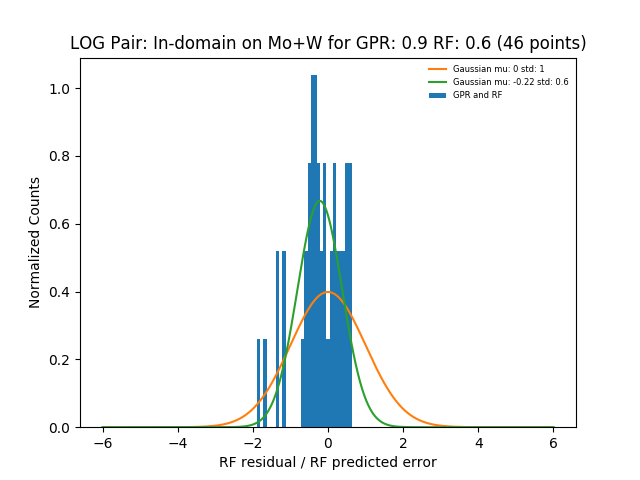 LOG Pair: In-domain on Mo+W for GPR: 0.9 RF: 0.6 (46 points)
Gaussian mu: 0 std: 1
Gaussian mu: -0.22 std: 0.6
GPR and RF
Normalized Counts
1.0
0.8
0.6
0.4
0.2
0.0
−6 −4 −2 0 2 4 6
RF residual / RF predicted error